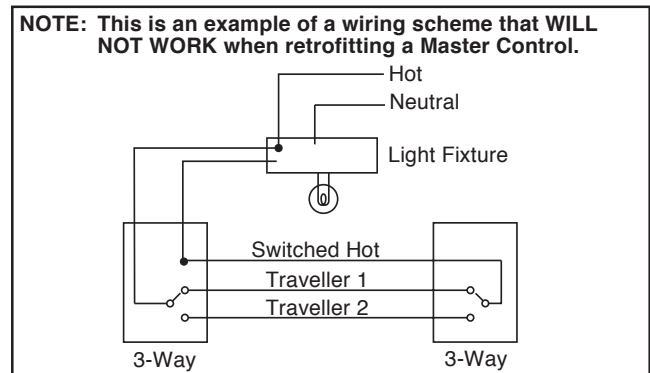 NOTE: This is an example of a wiring scheme that WILL
NOT WORK when retrofitting a Master Control.
Hot
Neutral
Light Fixture
Switched Hot
Traveller 1
Traveller 2
3-Way
3-Way